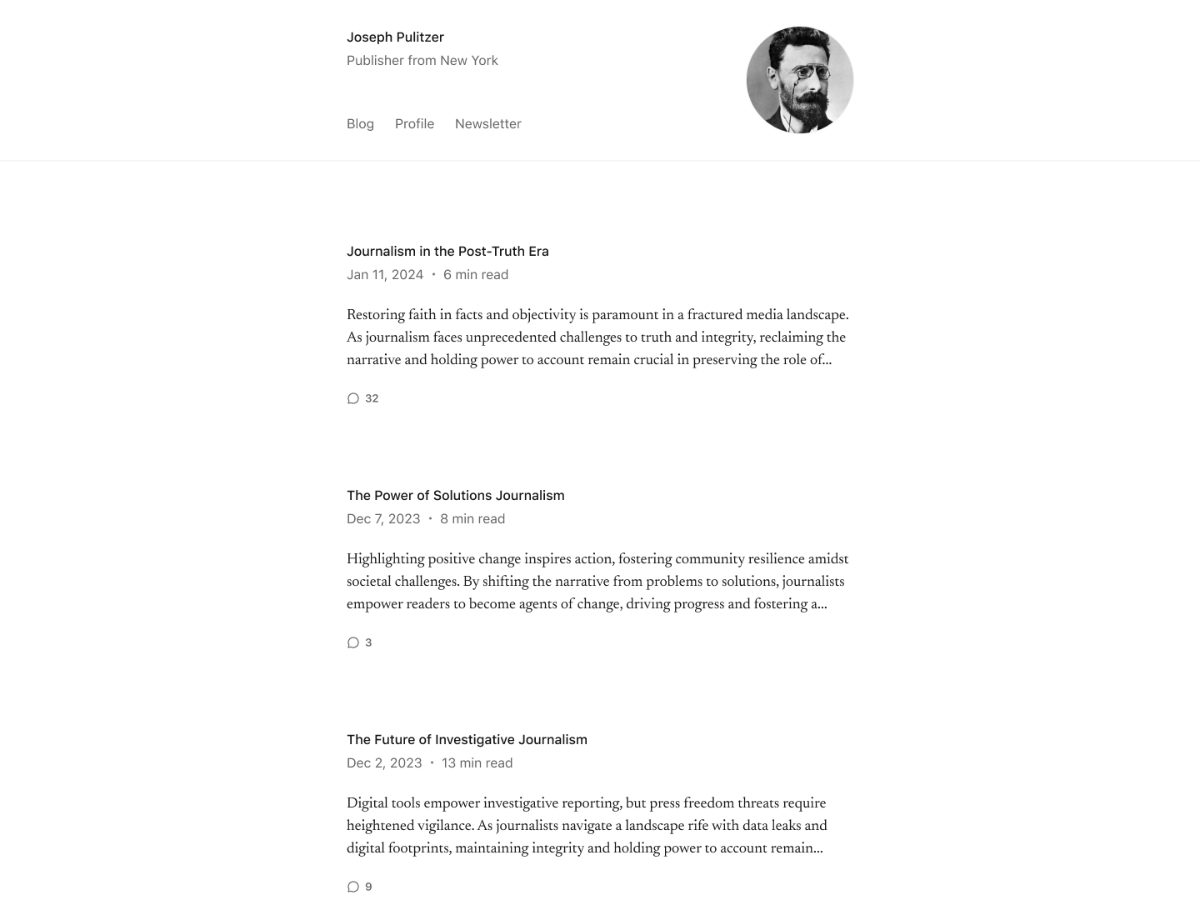 Joseph Pulitzer
Publisher from New York
Blog Profile Newsletter
Journalism in the Post-Truth Era
Jan 11, 2024 • 6 min read
Restoring faith in facts and objectivity is paramount in a fractured media landscape.
As journalism faces unprecedented challenges to truth and integrity, reclaiming the
narrative and holding power to account remain crucial in preserving the role of...
32
The Power of Solutions Journalism
Dec 7, 2023 • 8 min read
Highlighting positive change inspires action, fostering community resilience amidst
societal challenges. By shifting the narrative from problems to solutions, journalists
empower readers to become agents of change, driving progress and fostering a...
3
The Future of Investigative Journalism
Dec 2, 2023 • 13 min read
Digital tools empower investigative reporting, but press freedom threats require
heightened vigilance. As journalists navigate a landscape rife with data leaks and
digital footprints, maintaining integrity and holding power to account remain...
9